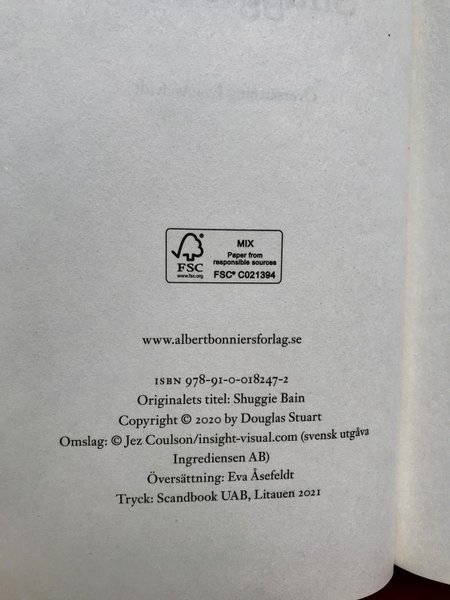 FSC
www.fsc.org
MIX
Paper from
responsible sources
FSC® C021394
www.albertbonniersforlag.se
ISBN 978-91-0-018247-2
Originalets titel: Shuggie Bain
Copyright © 2020 by Douglas Stuart
Omslag: © Jez Coulson/insight-visual.com (svensk utgåva
Ingrediensen AB)
Översättning: Eva Åsefeldt
Tryck: Scandbook UAB, Litauen 2021